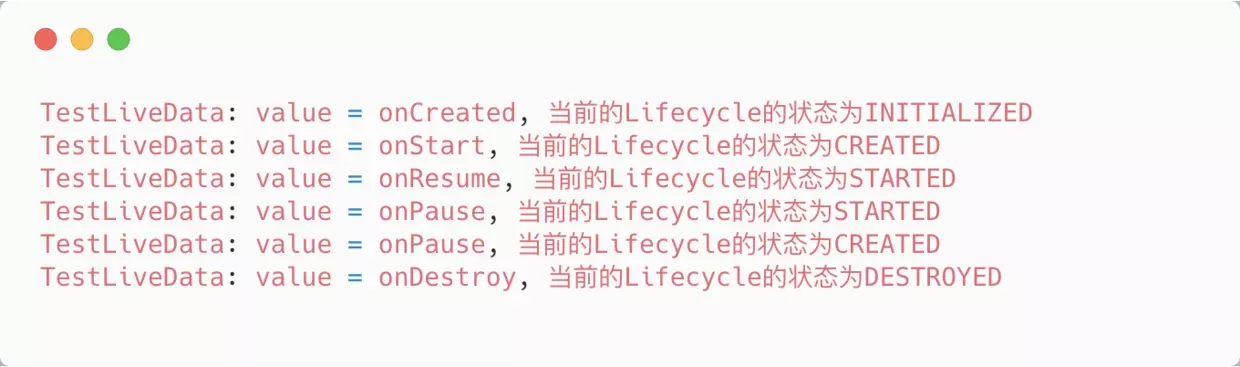 TestLiveData: value = onCreated, 当前的Lifecycle的状态为INITIALIZED
TestLiveData: value = onStart, 当前的Lifecycle的状态为CREATED
TestLiveData: value = onResume, 当前的Lifecycle的状态为STARTED
TestLiveData: value = onPause, 当前的Lifecycle的状态为STARTED
TestLiveData: value = onPause, 当前的Lifecycle的状态为CREATED
TestLiveData: value = onDestroy, 当前的Lifecycle的状态为DESTROYED